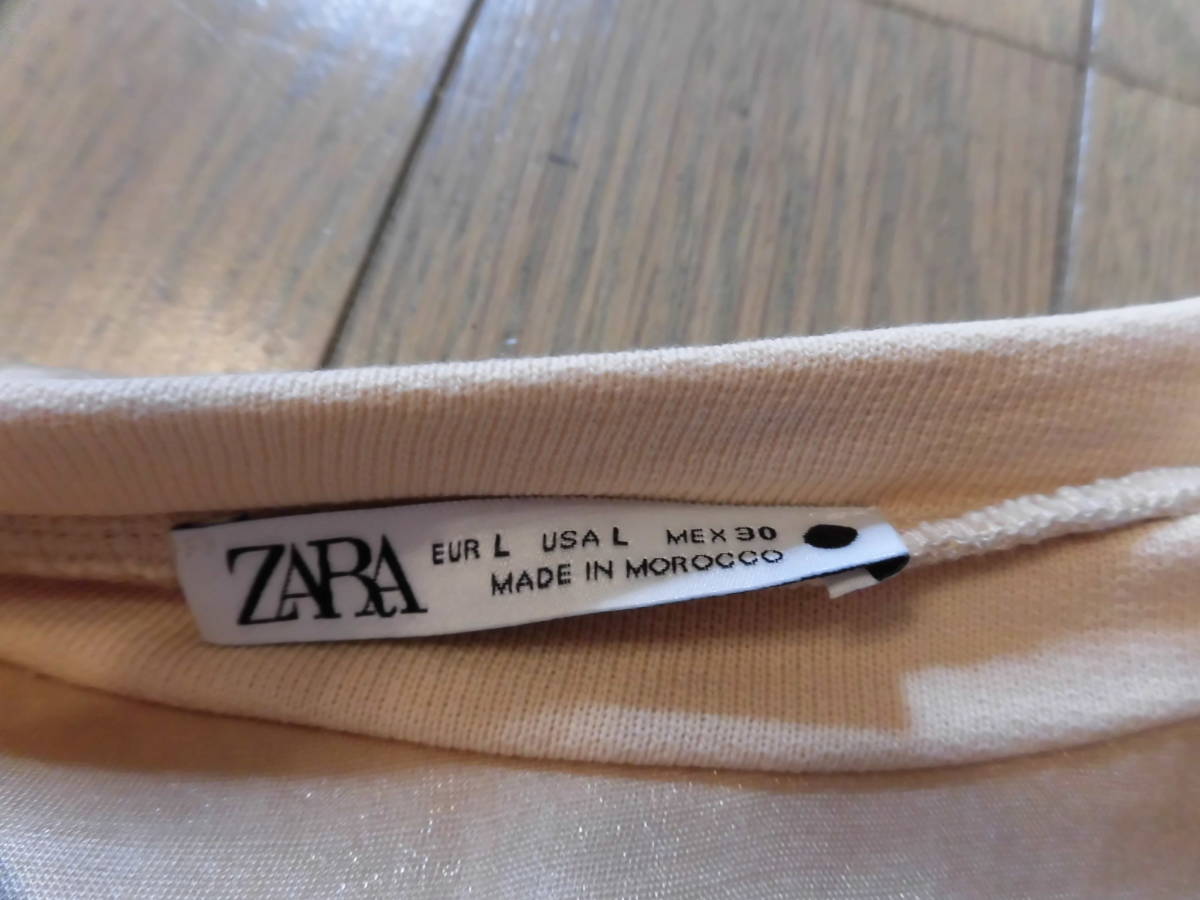 ZARA
EUR L USA L MEX 30
MADE IN MOROCCO